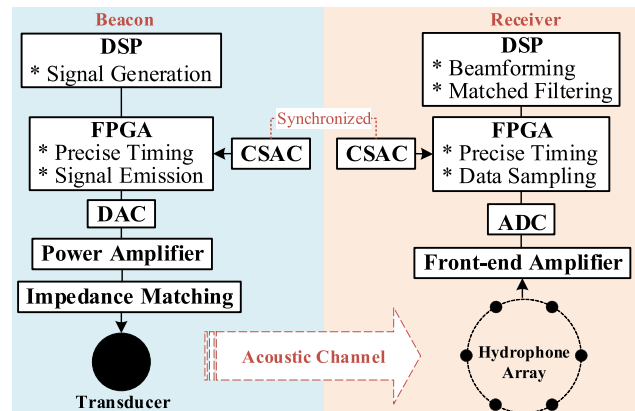 Beacon
DSP
* Signal Generation
FPGA
* Precise Timing
* Signal Emission
CSAC
DAC
Power Amplifier
Impedance Matching
Transducer
Synchronized
Acoustic Channel
Receiver
DSP
* Beamforming
* Matched Filtering
CSAC
FPGA
* Precise Timing
* Data Sampling
ADC
Front-end Amplifier
Hydrophone
Array